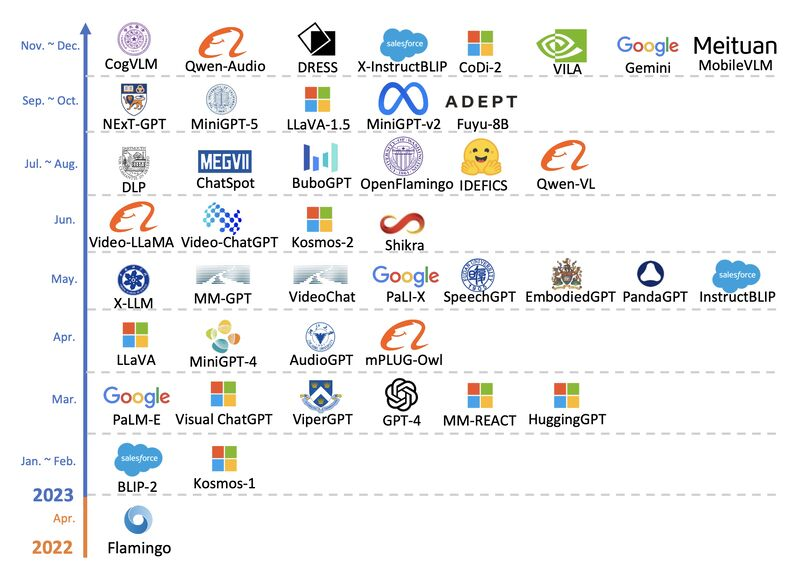 Nov. ~ Dec.
salesforce
Google
Meituan
CogVLM
Qwen-Audio
DRESS
X-InstructBLIP
CoDi-2
VILA
Gemini
MobileVLM
Sep. ~ Oct.
ADEPT
NExT-GPT
MiniGPT-5
LLaVA-1.5
MiniGPT-v2
Fuyu-8B
Jul. ~ Aug.
MEGVII
DLP
ChatSpot
BuboGPT
OpenFlamingo
IDEFICS
Qwen-VL
Jun.
Video-LLaMA
Video-ChatGPT
Kosmos-2
Shikra
May.
Google
salesforce
X-LLM
MM-GPT
VideoChat
PaLI-X
SpeechGPT
EmbodiedGPT
PandaGPT
InstructBLIP
Apr.
LLaVA
MiniGPT-4
AudioGPT
mPLUG-Owl
Mar.
Google
PaLM-E
Visual ChatGPT
ViperGPT
GPT-4
MM-REACT
HuggingGPT
Jan. ~ Feb.
salesforce
BLIP-2
Kosmos-1
2023
Apr.
2022
Flamingo